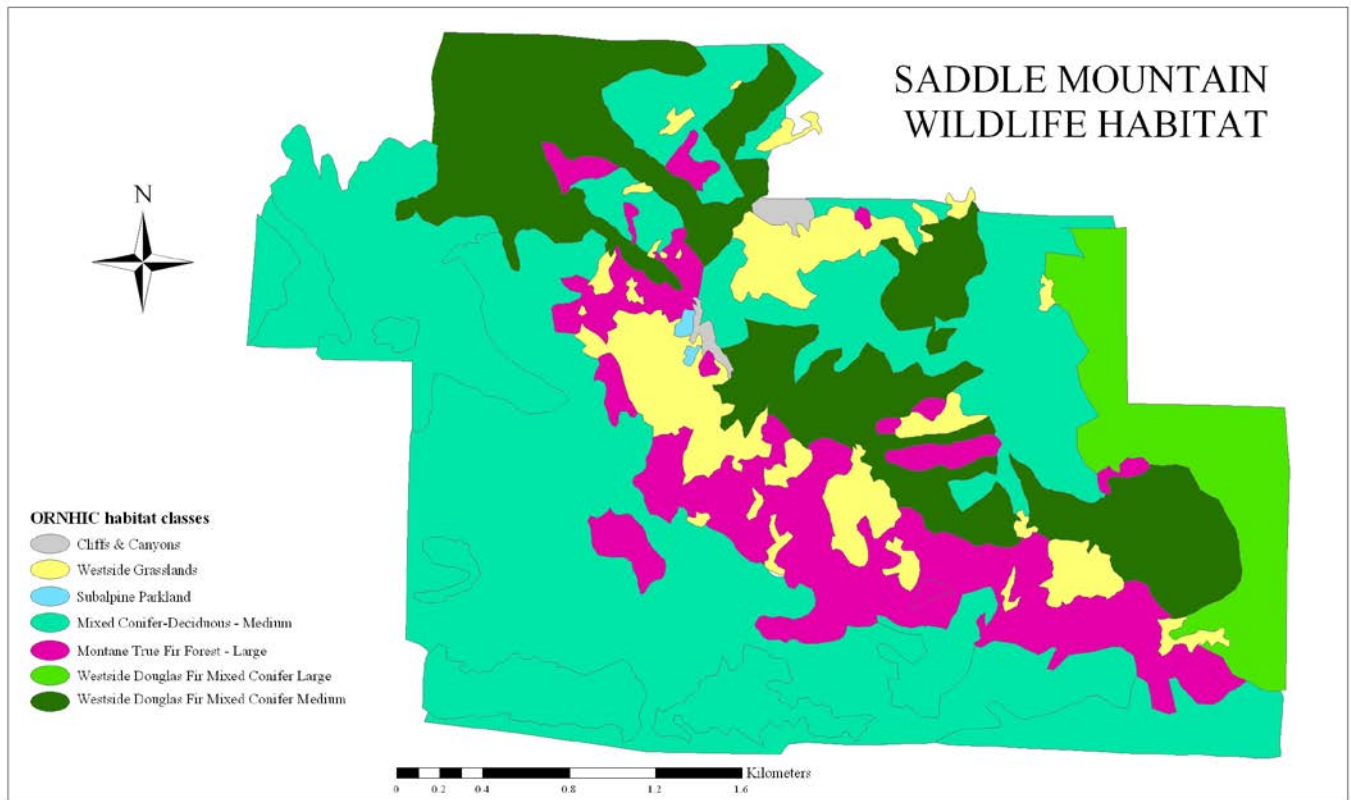 SADDLE MOUNTAIN
WILDLIFE HABITAT
N
ORNHIC habitat classes
Cliffs & Canyons
Westside Grasslands
Subalpine Parkland
Mixed Conifer-Deciduous - Medium
Montane True Fir Forest - Large
Westside Douglas Fir Mixed Conifer Large
Westside Douglas Fir Mixed Conifer Medium
Kilometers
0 0.2 0.4 0.8 1.2 1.6